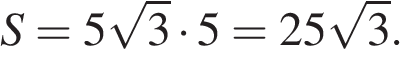 S = 5√3 · 5 = 25√3.